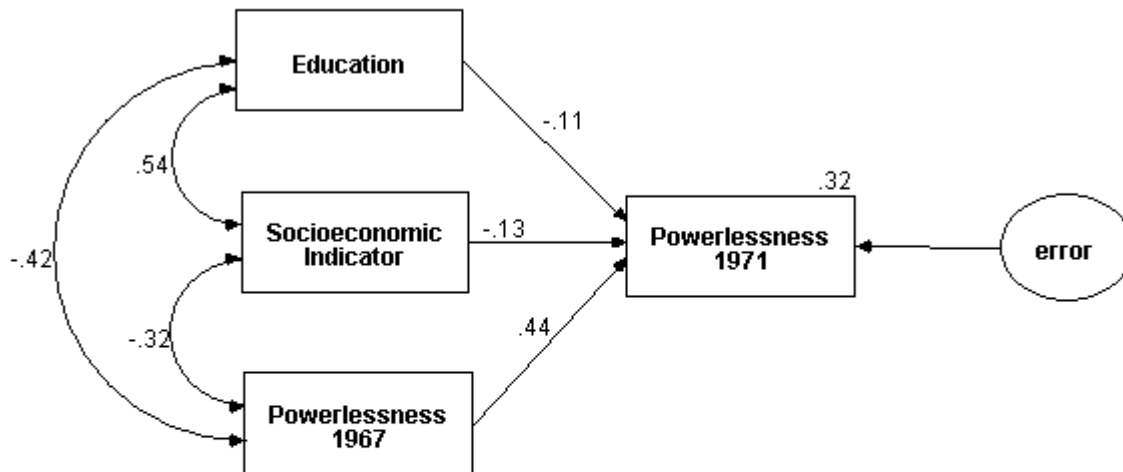 Education
-.11
.54
.32
Socioeconomic
Indicator
-.13
Powerlessness
1971
error
-.42
-.32
.44
Powerlessness
1967